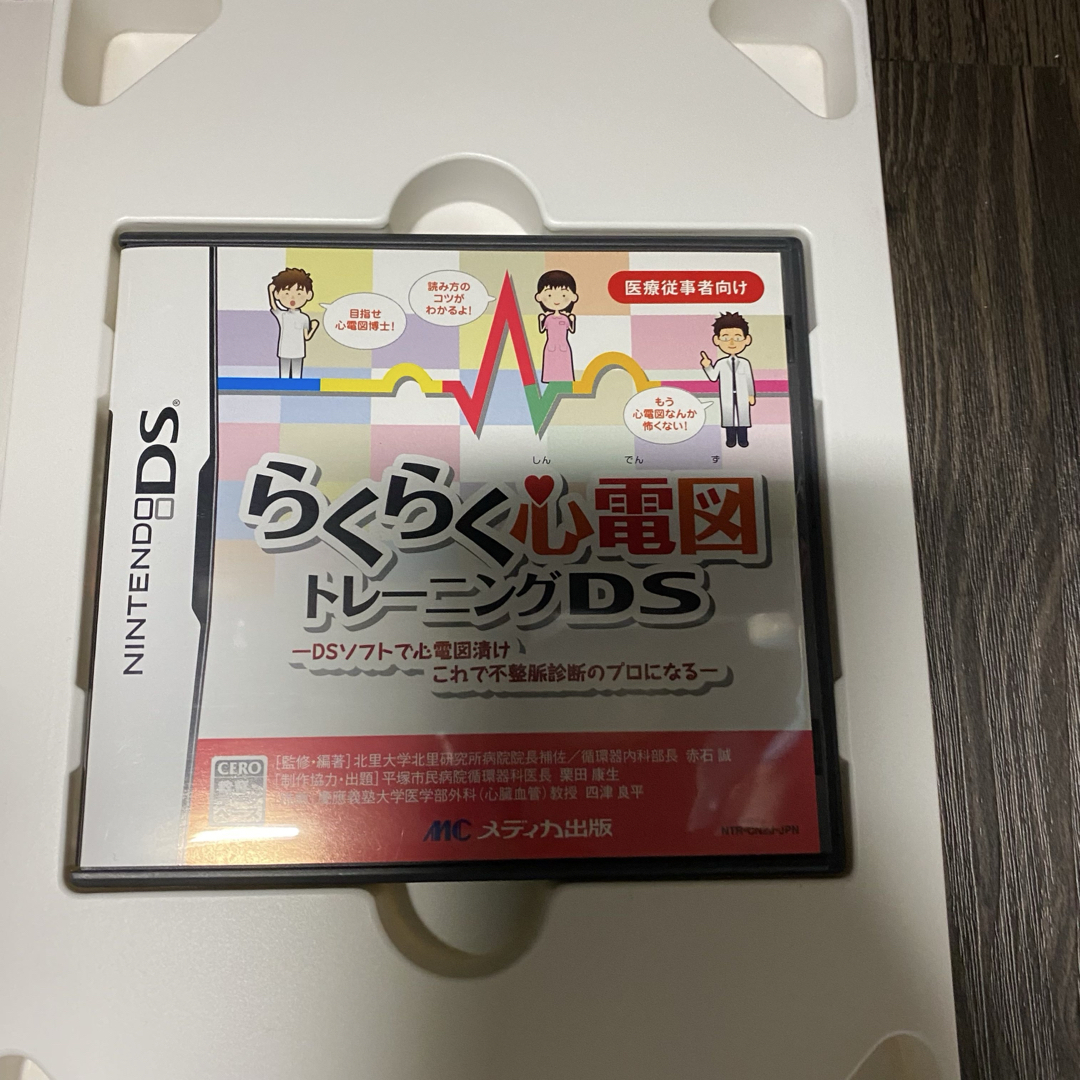 NINTENDO DS®
医療従事者向け
目指せ
心電図博士!
読み方の
コツが
わかるよ!
もう
心電図なんか
怖くない!
しん でん ず
らくらく心電図
トレーニングDS
―DSソフトで心電図漬け
これで不整脈診断のプロになる―
CERO
[監修・編著]北里大学北里研究所病院院長補佐/循環器内科部長 赤石 誠
[制作協力・出題]平塚市民病院循環器科医長 栗田 康生
慶應義塾大学医学部外科(心臓血管)教授 四津 良平
MC メディカ出版